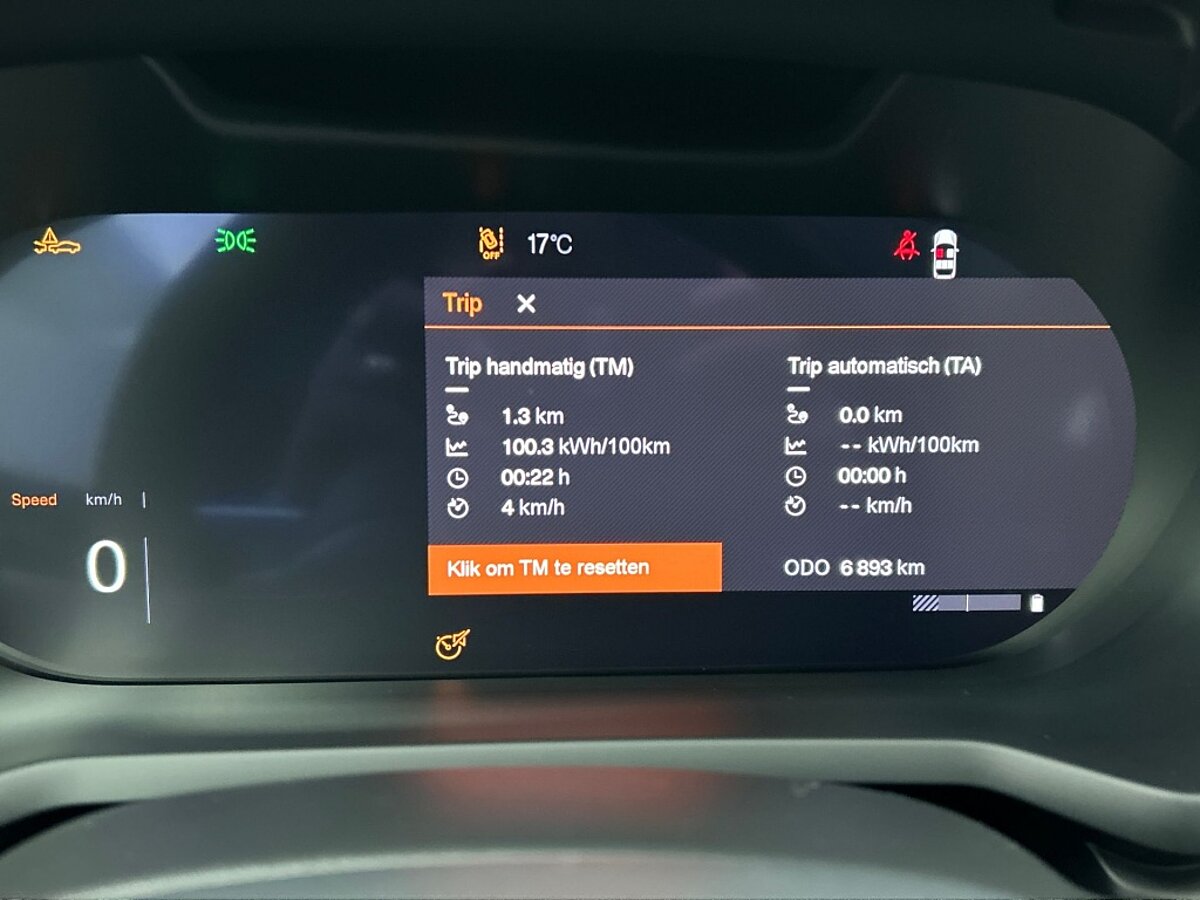 OFF 17°C
Trip
Trip handmatig (TM)
1.3 km
100.3 kWh/100km
00:22 h
4 km/h
Klik om TM te resetten
Trip automatisch (TA)
0.0 km
-- kWh/100km
00:00 h
-- km/h
ODO 6 893 km
Speed km/h
0